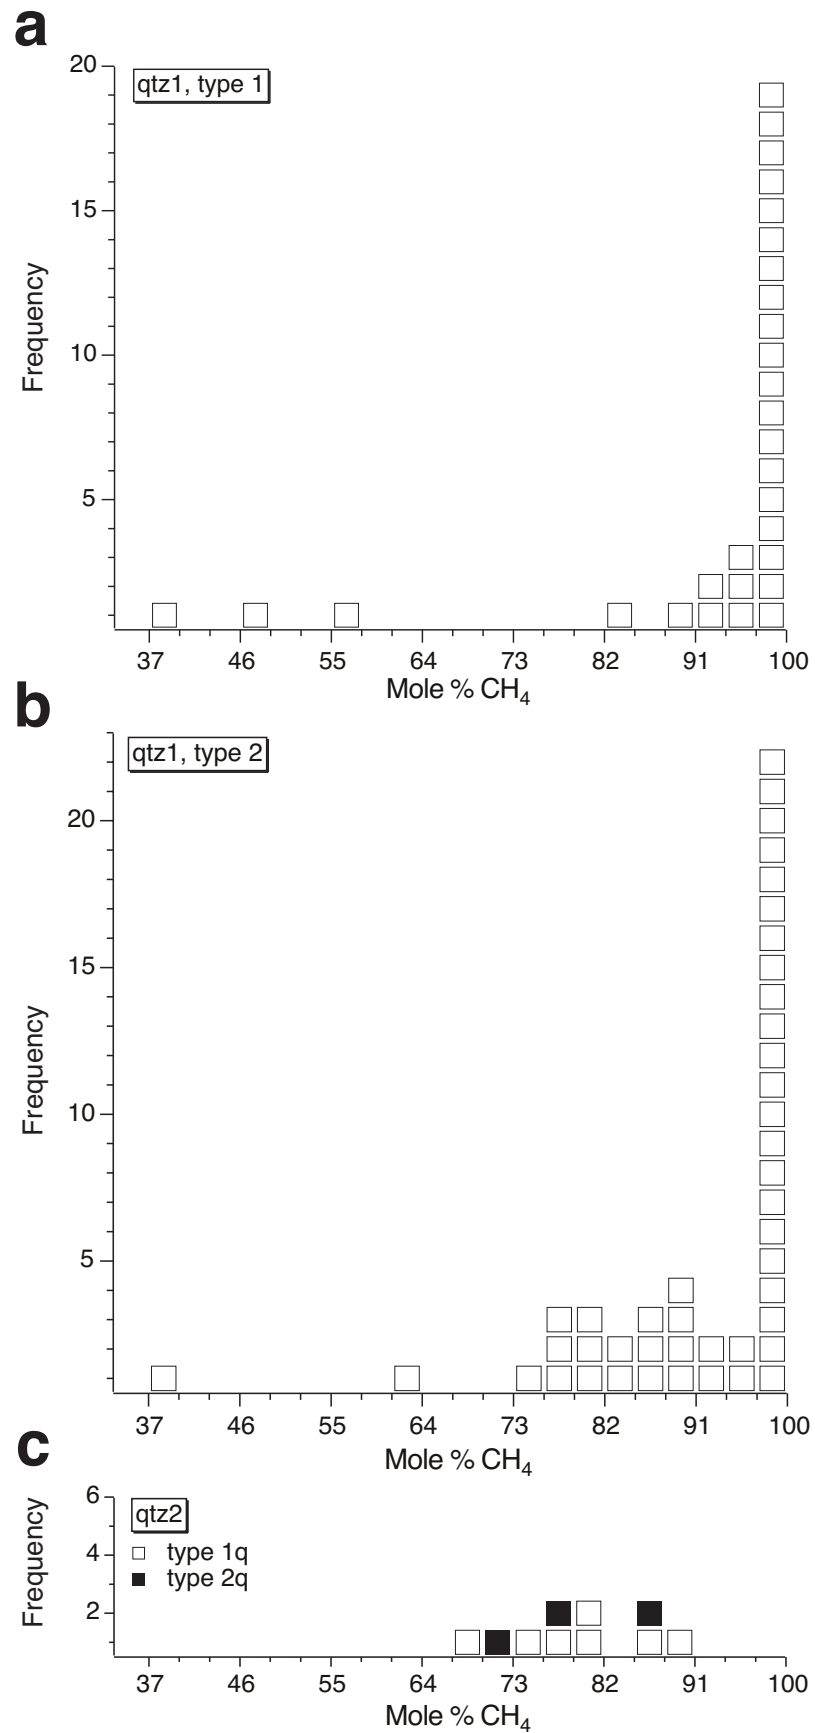 a
20
qtz1, type 1
15
10
5
Frequency
37 46 55 64 73 82 91 100
Mole % CH₄
b
qtz1, type 2
20
15
10
5
Frequency
37 46 55 64 73 82 91 100
Mole % CH₄
c
6
qtz2
4
type 1q
type 2q
2
Frequency
37 46 55 64 73 82 91 100
Mole % CH₄